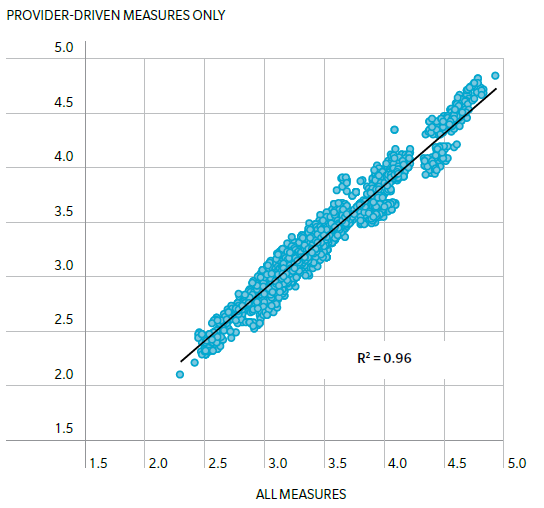 PROVIDER-DRIVEN MEASURES ONLY
5.0
4.5
4.0
3.5
3.0
2.5
R² = 0.96
2.0
1.5
1.5 2.0 2.5 3.0 3.5 4.0 4.5 5.0
ALL MEASURES